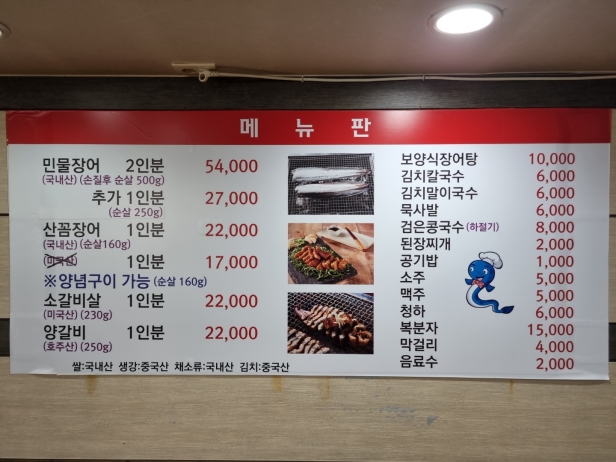 메뉴판
민물장어 2인분 54,000
(국내산) (손질후 순살 500g)
추가 1인분 27,000
(순살 250g)
산꼼장어 1인분 22,000
(국내산) (순살160g)
(미국산) 1인분 17,000
※양념구이 가능 (순살 160g)
소갈비살 1인분 22,000
(미국산) (230g)
양갈비 1인분 22,000
(호주산) (250g)
쌀:국내산 생강:중국산 채소류:국내산 김치:중국산
보양식장어탕 10,000
김치칼국수 6,000
김치말이국수 6,000
묵사발 6,000
검은콩국수 (하절기) 8,000
된장찌개 2,000
공기밥 1,000
소주 5,000
맥주 5,000
청하 6,000
복분자 15,000
막걸리 4,000
음료수 2,000